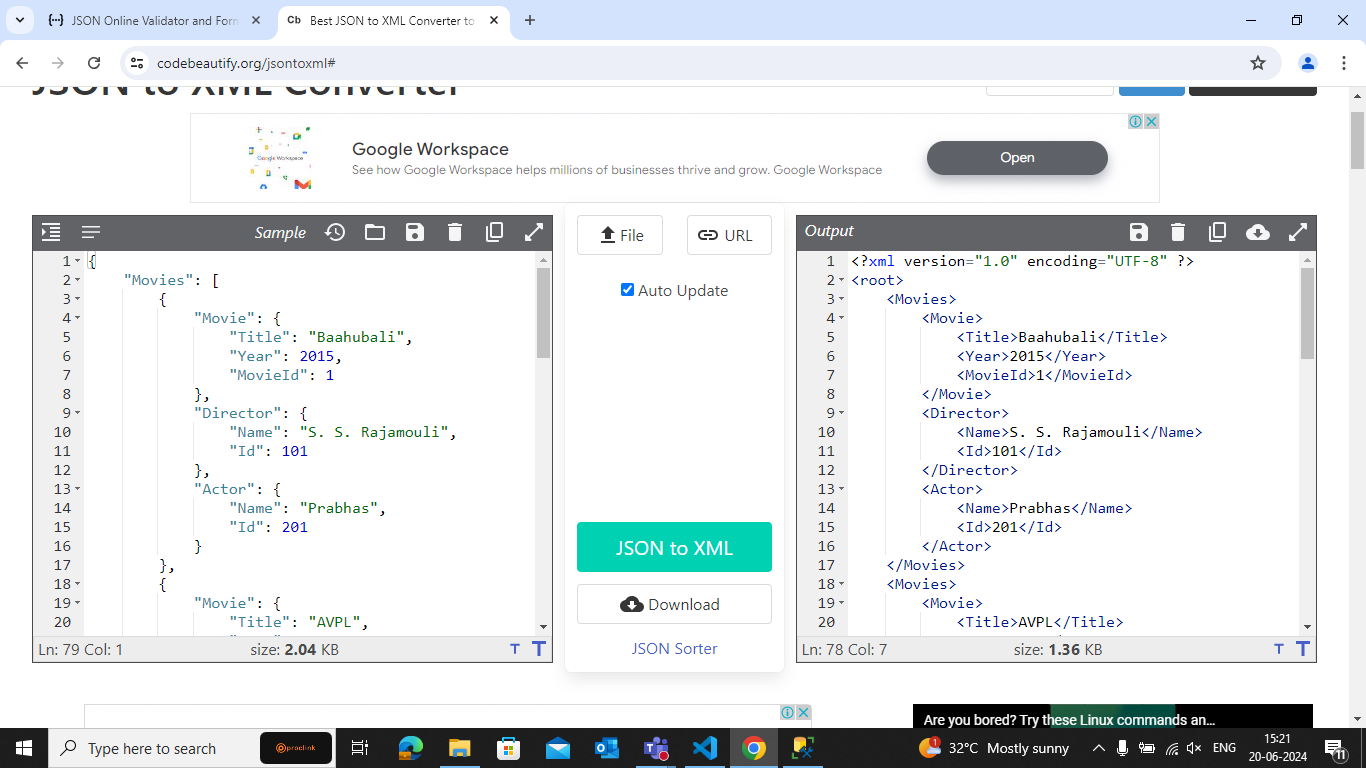 JSON Online Validator and Form
Cb Best JSON to XML Converter to
codebeautify.org/jsontoxml#
JSON to XML Converter
Google Workspace
Google Workspace
See how Google Workspace helps millions of businesses thrive and grow. Google Workspace
Open
Sample
File
URL
Output
Auto Update
1 {
2 "Movies": [
3 {
4 "Movie": {
5 "Title": "Baahubali",
6 "Year": 2015,
7 "MovieId": 1
8 },
9 "Director": {
10 "Name": "S. S. Rajamouli",
11 "Id": 101
12 },
13 "Actor": {
14 "Name": "Prabhas",
15 "Id": 201
16 }
17 },
18 {
19 "Movie": {
20 "Title": "AVPL",
Ln: 79 Col: 1 size: 2.04 KB T T
JSON to XML
Download
JSON Sorter
1 <?xml version="1.0" encoding="UTF-8" ?>
2 <root>
3 <Movies>
4 <Movie>
5 <Title>Baahubali</Title>
6 <Year>2015</Year>
7 <MovieId>1</MovieId>
8 </Movie>
9 <Director>
10 <Name>S. S. Rajamouli</Name>
11 <Id>101</Id>
12 </Director>
13 <Actor>
14 <Name>Prabhas</Name>
15 <Id>201</Id>
16 </Actor>
17 </Movies>
18 <Movies>
19 <Movie>
20 <Title>AVPL</Title>
Ln: 78 Col: 7 size: 1.36 KB T T
Are you bored? Try these Linux commands an...
Type here to search
proclink
1
32°C Mostly sunny
ENG
15:21
20-06-2024
11